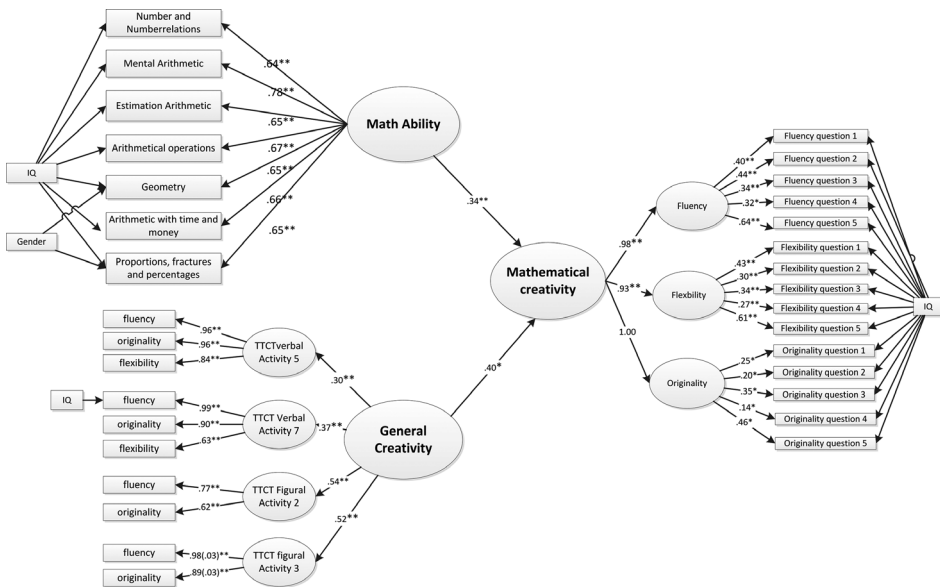 Number and
Numberrelations
Mental Arithmetic
Estimation Arithmetic
Arithmetical operations
Geometry
Arithmetic with time and
money
Proportions, fractures
and percentages
IQ
Gender
.64**
.78**
.65**
.67**
.65**
.66**
.65**
Math Ability
.34**
Mathematical
creativity
.40*
General
Creativity
.30**
.37**
.54**
.52**
TTCTverbal
Activity 5
.96**
.96**
.84**
fluency
originality
flexibility
TTCT Verbal
Activity 7
.99**
.90**
.63**
IQ
fluency
originality
flexibility
TTCT Figural
Activity 2
.77**
.62**
fluency
originality
TTCT figural
Activity 3
.98(.03)**
.89(.03)**
fluency
originality
.98**
.93**
1.00
Fluency
.40**
.44**
.34**
.32*
.64**
Fluency question 1
Fluency question 2
Fluency question 3
Fluency question 4
Fluency question 5
Flexibility
.43**
.30**
.34**
.27**
.61**
Flexibility question 1
Flexibility question 2
Flexibility question 3
Flexibility question 4
Flexibility question 5
Originality
.25*
.20*
.35*
.14*
.46*
Originality question 1
Originality question 2
Originality question 3
Originality question 4
Originality question 5
IQ